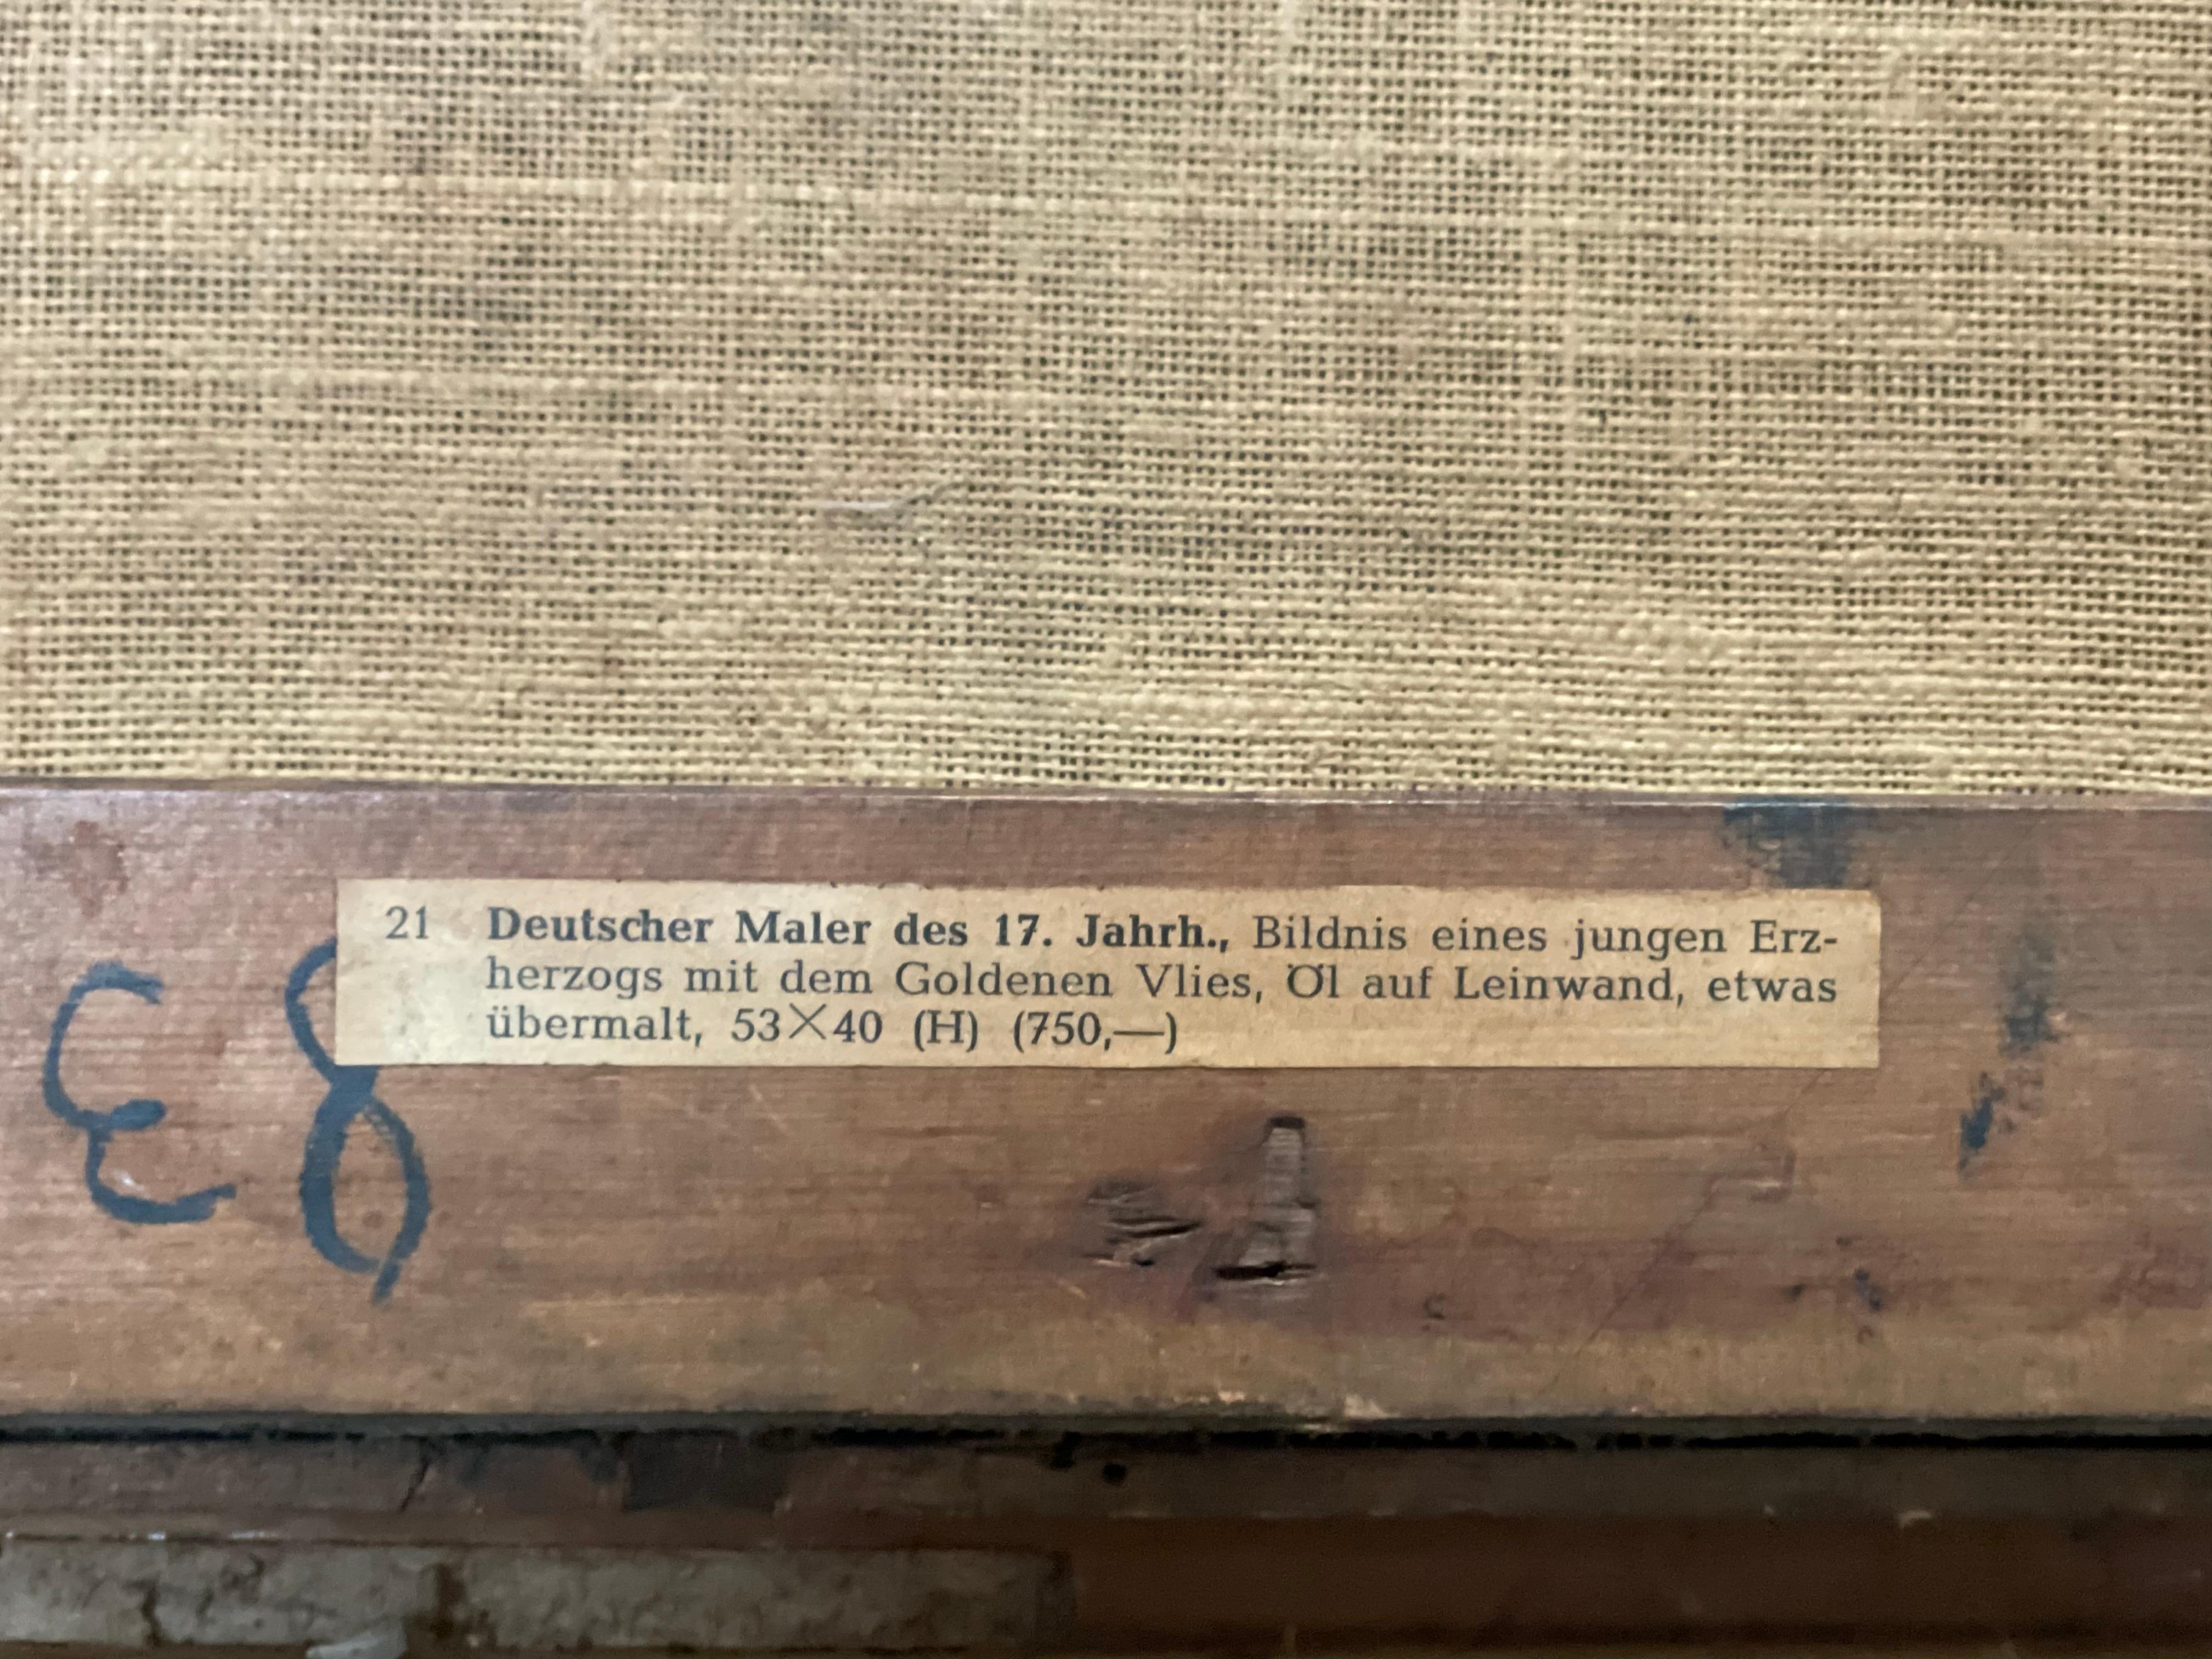 21 Deutscher Maler des 17. Jahrh., Bildnis eines jungen Erz-
herzogs mit dem Goldenen Vlies, Öl auf Leinwand, etwas
übermalt, 53×40 (H) (750,—)